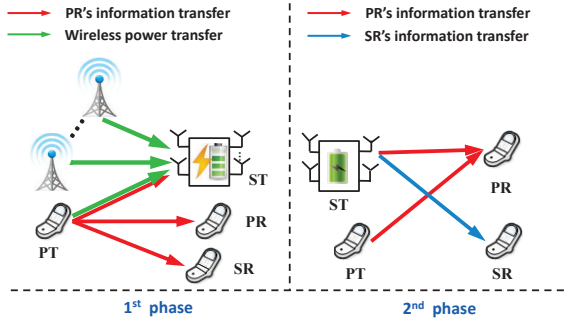 PR's information transfer
Wireless power transfer
ST
PT
PR
SR
1st phase
PR's information transfer
SR's information transfer
ST
PR
PT
SR
2nd phase